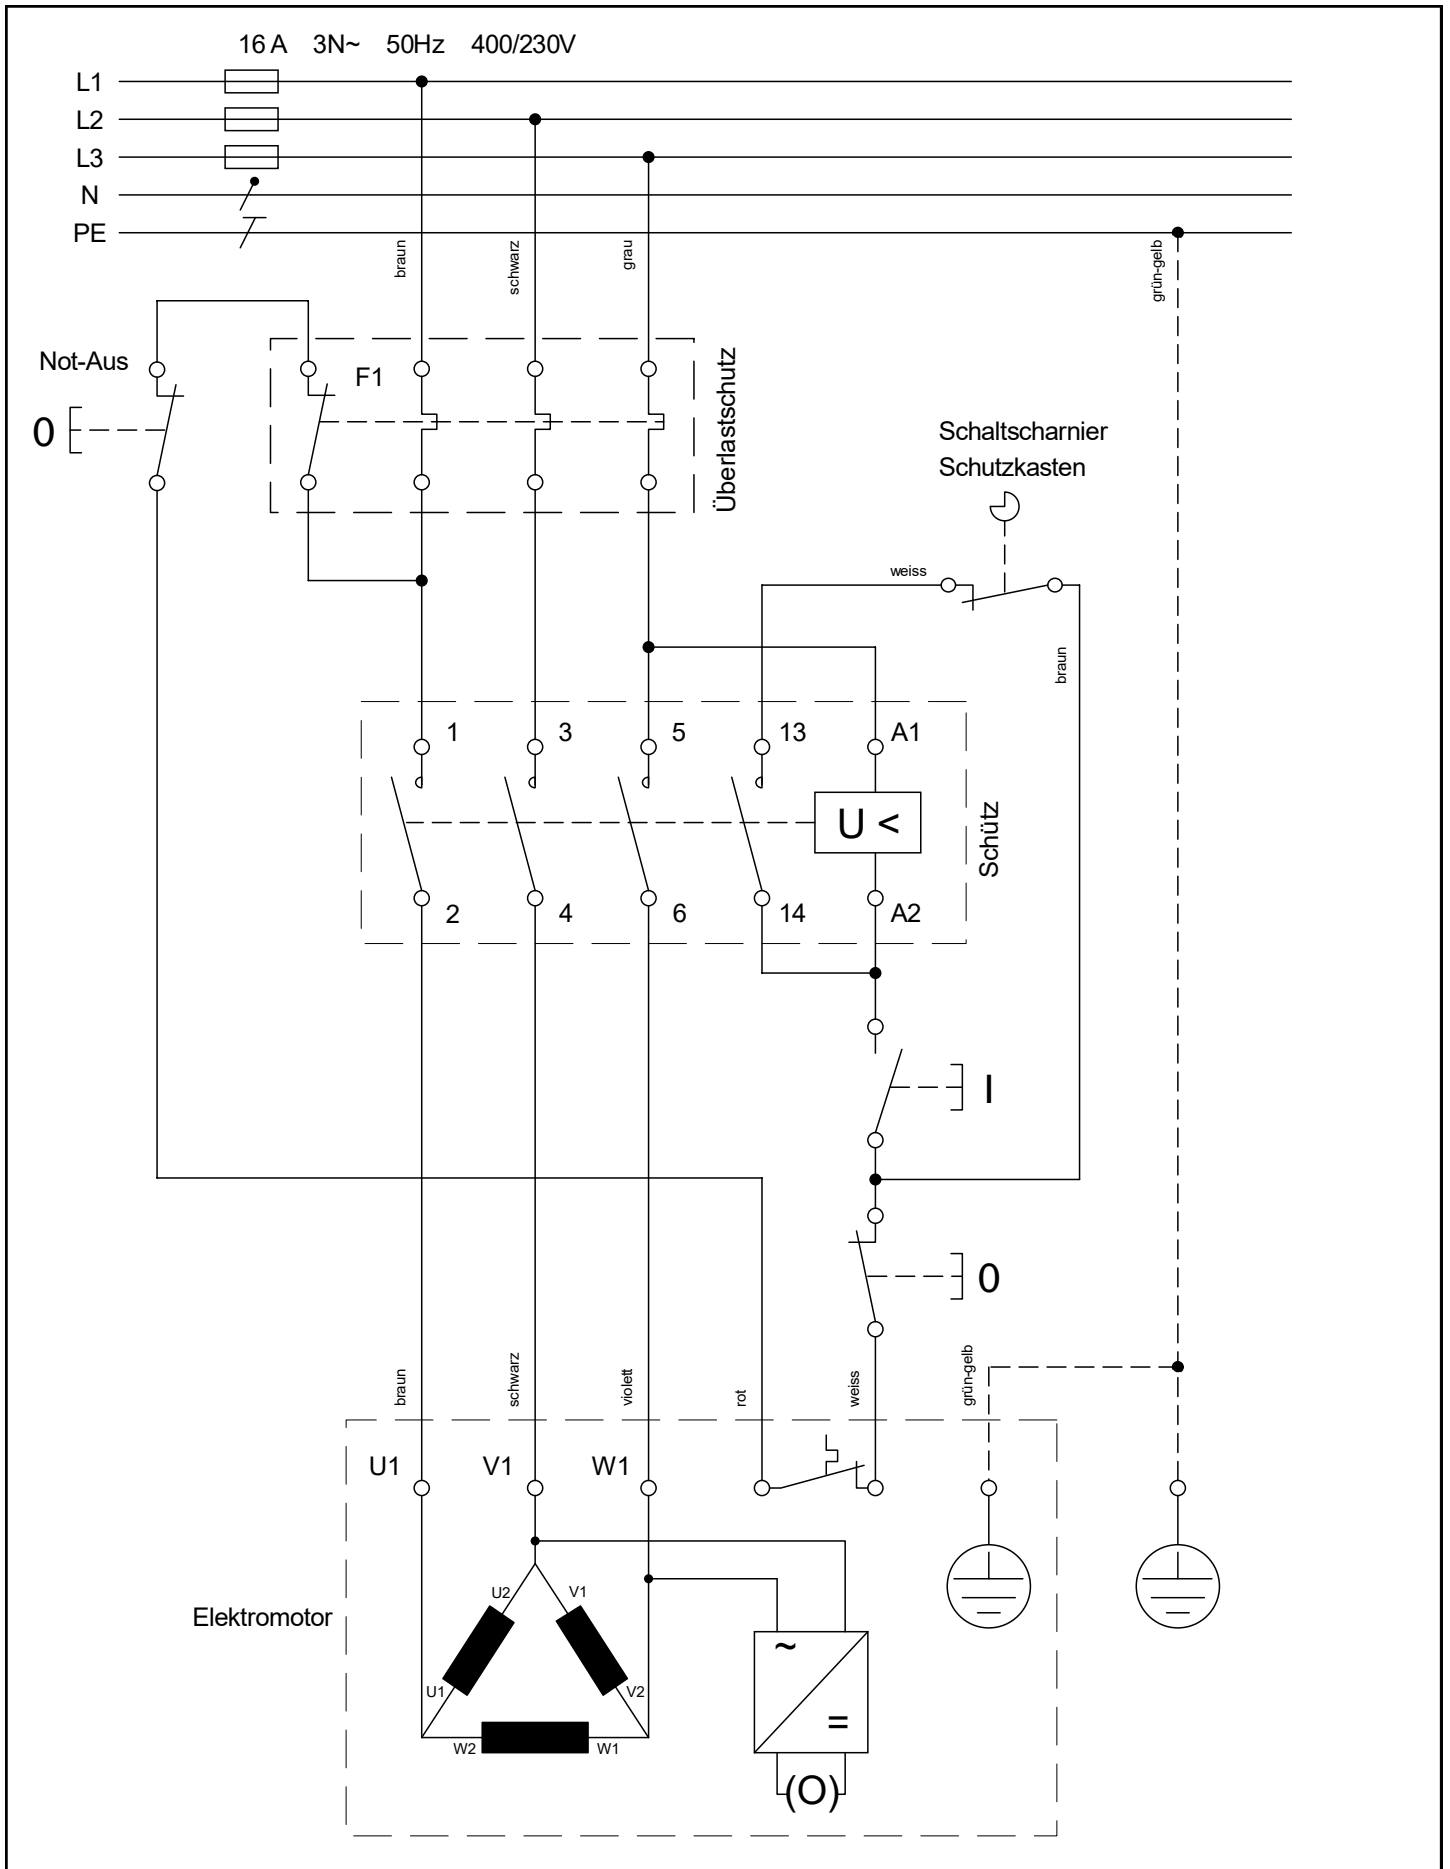 16 A 3N~ 50Hz 400/230V
L1
L2
L3
N
PE
braun
schwarz
grau
grün-gelb
Not-Aus
0
F1
Überlastschutz
Schaltscharnier
Schutzkasten
weiss
braun
1
3
5
13
A1
U <
Schütz
2
4
6
14
A2
I
0
braun
schwarz
violett
rot
weiss
grün-gelb
U1
V1
W1
U2
V1
Elektromotor
U1
V2
W2
W1
~
=
(O)